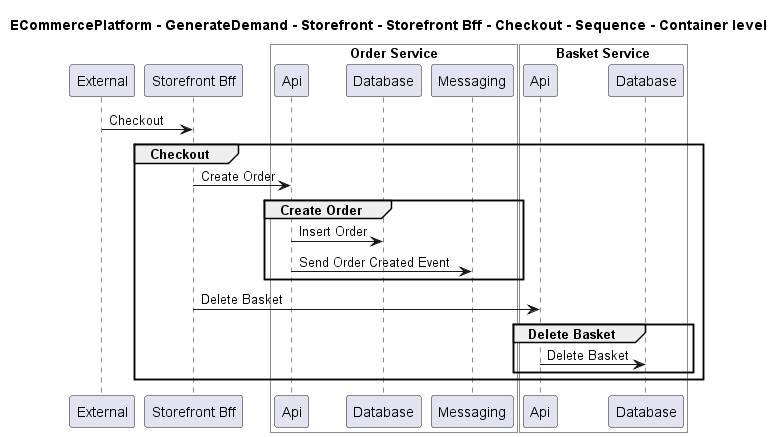 ECommercePlatform - GenerateDemand - Storefront - Storefront Bff - Checkout - Sequence - Container level
Order Service Basket Service
External Storefront Bff Api Database Messaging Api Database
Checkout
Checkout
Create Order
Create Order
Insert Order
Send Order Created Event
Delete Basket
Delete Basket
Delete Basket
External Storefront Bff Api Database Messaging Api Database